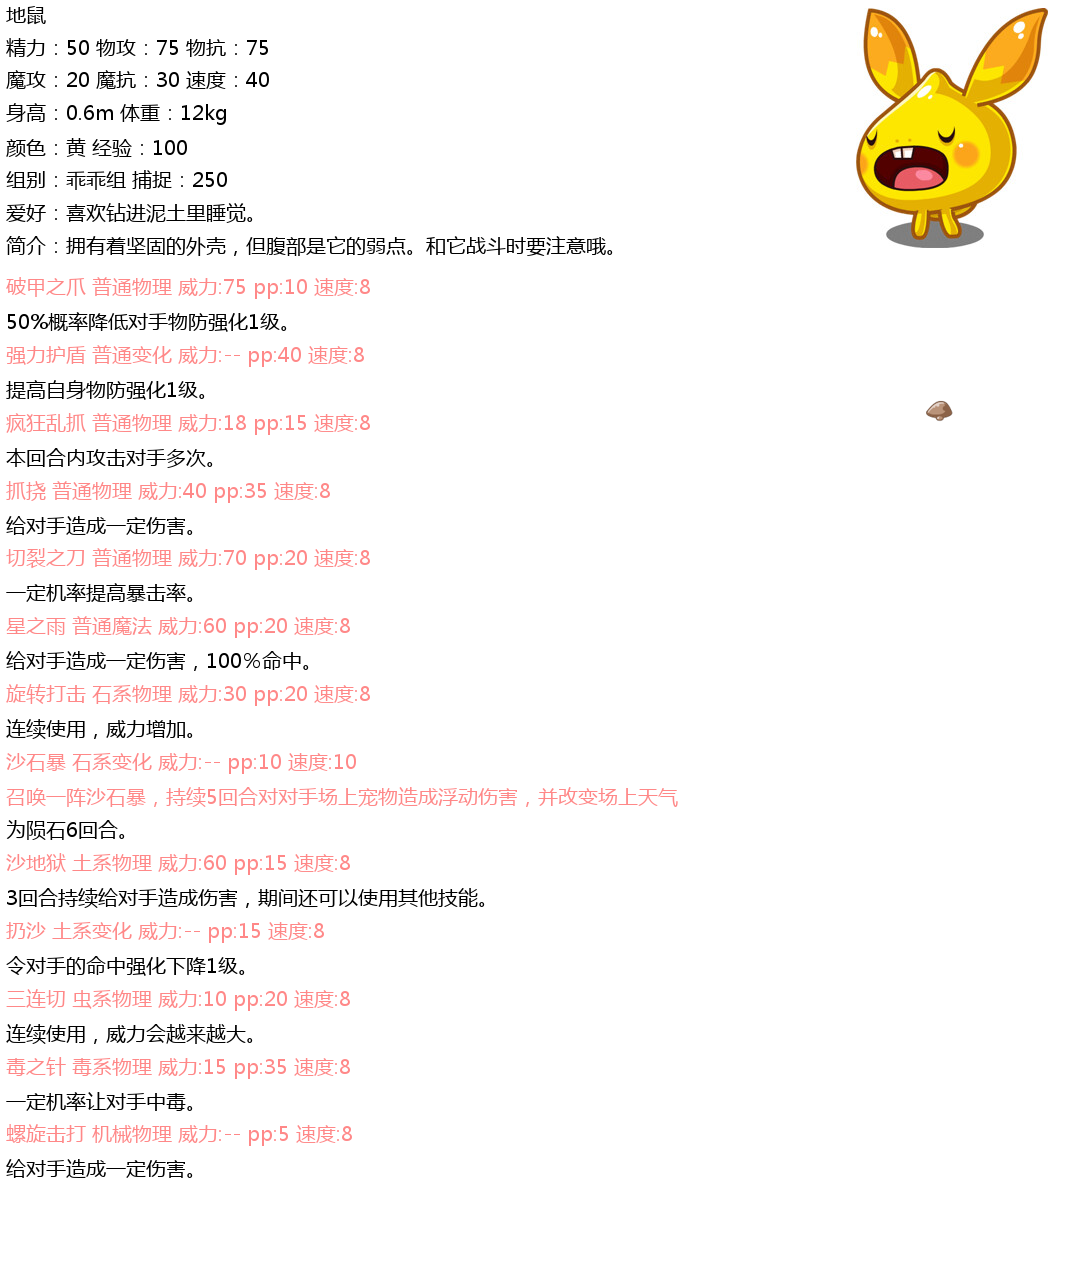 地鼠
精力：50 物攻：75 物抗：75
魔攻：20 魔抗：30 速度：40
身高：0.6m 体重：12kg
颜色：黄 经验：100
组别：乖乖组 捕捉：250
爱好：喜欢钻进泥土里睡觉。
简介：拥有着坚固的外壳，但腹部是它的弱点。和它战斗时要注意哦。
破甲之爪 普通物理 威力:75 pp:10 速度:8
50%概率降低对手物防强化1级。
强力护盾 普通变化 威力:-- pp:40 速度:8
提高自身物防强化1级。
疯狂乱抓 普通物理 威力:18 pp:15 速度:8
本回合内攻击对手多次。
抓挠 普通物理 威力:40 pp:35 速度:8
给对手造成一定伤害。
切裂之刀 普通物理 威力:70 pp:20 速度:8
一定机率提高暴击率。
星之雨 普通魔法 威力:60 pp:20 速度:8
给对手造成一定伤害，100%命中。
旋转打击 石系物理 威力:30 pp:20 速度:8
连续使用，威力增加。
沙石暴 石系变化 威力:-- pp:10 速度:10
召唤一阵沙石暴，持续5回合对对手场上宠物造成浮动伤害，并改变场上天气
为陨石6回合。
沙地狱 土系物理 威力:60 pp:15 速度:8
3回合持续给对手造成伤害，期间还可以使用其他技能。
扔沙 土系变化 威力:-- pp:15 速度:8
令对手的命中强化下降1级。
三连切 虫系物理 威力:10 pp:20 速度:8
连续使用，威力会越来越大。
毒之针 毒系物理 威力:15 pp:35 速度:8
一定机率让对手中毒。
螺旋击打 机械物理 威力:-- pp:5 速度:8
给对手造成一定伤害。